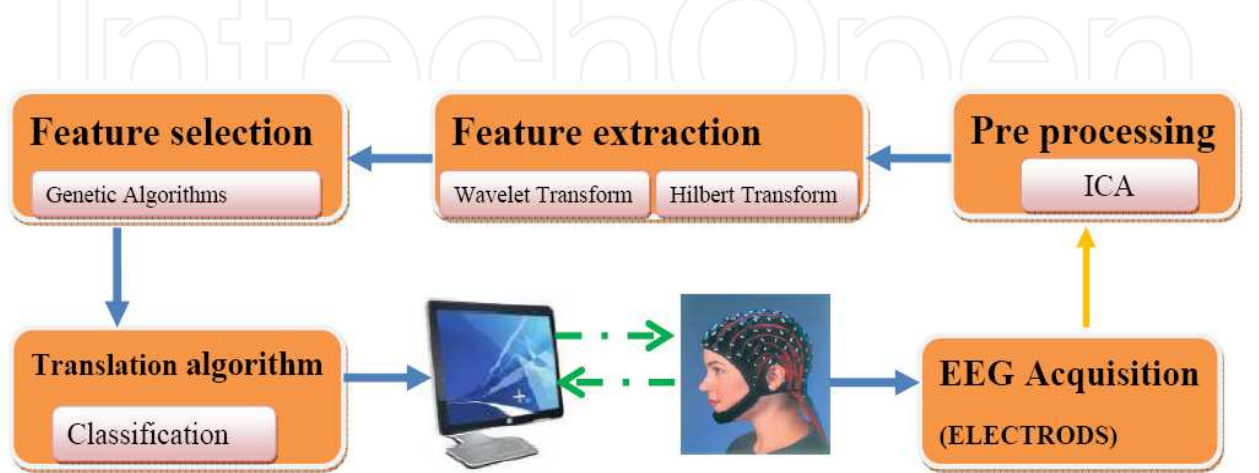 IntechOpen
Feature selection
Genetic Algorithms
Feature extraction
Wavelet Transform
Hilbert Transform
Pre processing
ICA
Translation algorithm
Classification
EEG Acquisition
(ELECTRODS)